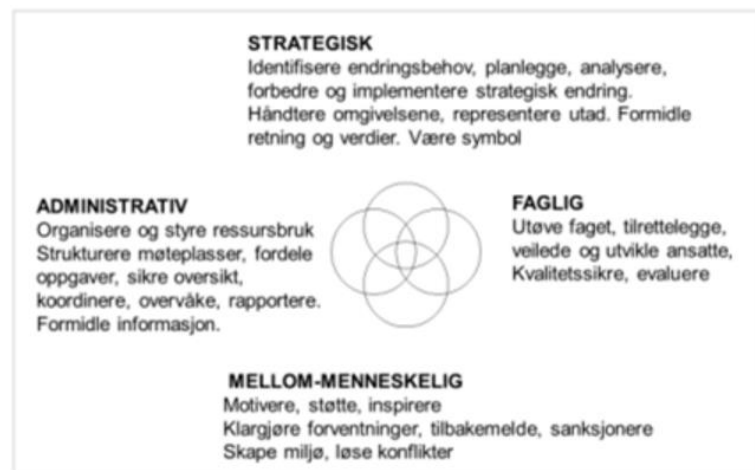 STRATEGISK
Identifisere endringsbehov, planlegge, analysere,
forbedre og implementere strategisk endring.
Håndtere omgivelsene, representere utad. Formidle
retning og verdier. Være symbol
ADMINISTRATIV
Organisere og styre ressursbruk
Strukturere møteplasser, fordele
oppgaver, sikre oversikt,
koordinere, overvåke, rapportere.
Formidle informasjon.
FAGLIG
Utøve faget, tilrettelegge,
veilede og utvikle ansatte,
Kvalitetssikre, evaluere
MELLOM-MENNESKELIG
Motivere, støtte, inspirere
Klargjøre forventninger, tilbakemelde, sanksjonere
Skape miljø, løse konflikter